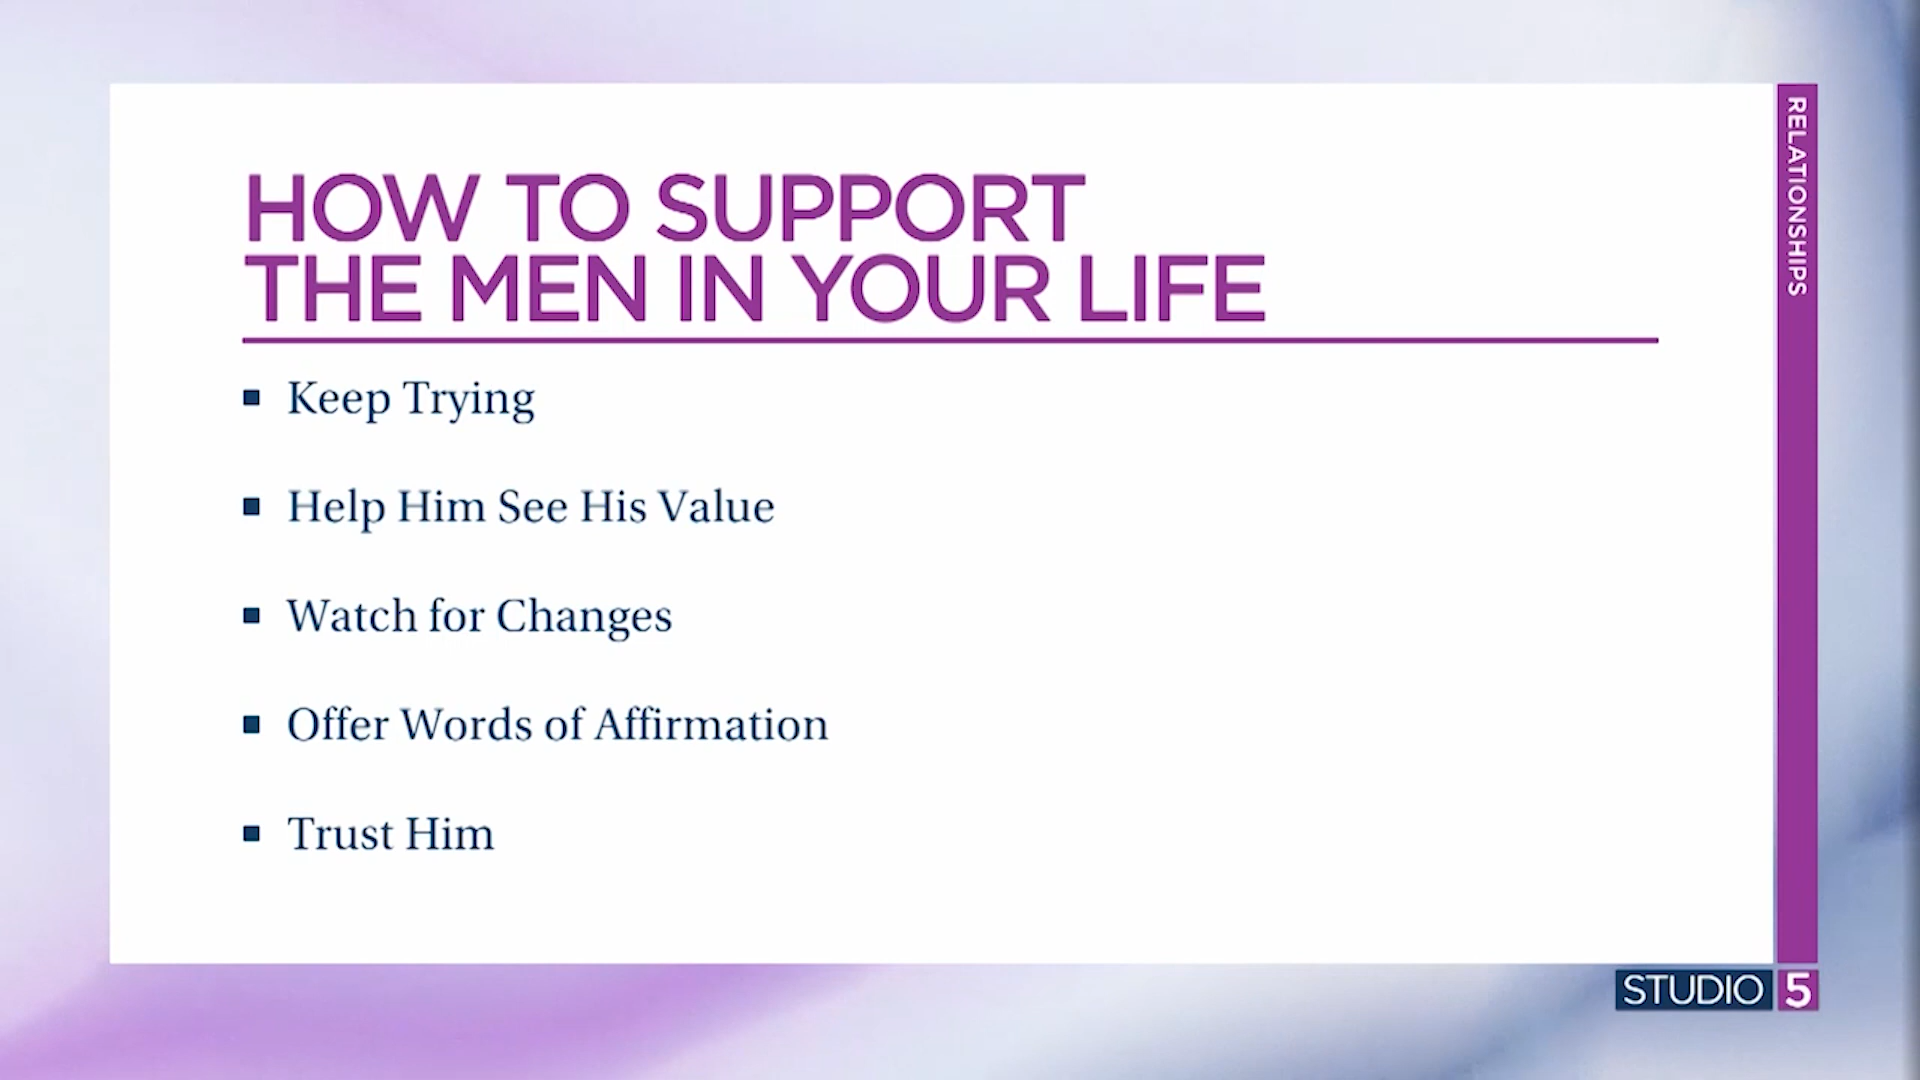 HOW TO SUPPORT
THE MEN IN YOUR LIFE
Keep Trying
Help Him See His Value
Watch for Changes
Offer Words of Affirmation
Trust Him
RELATIONSHIPS
STUDIO 5